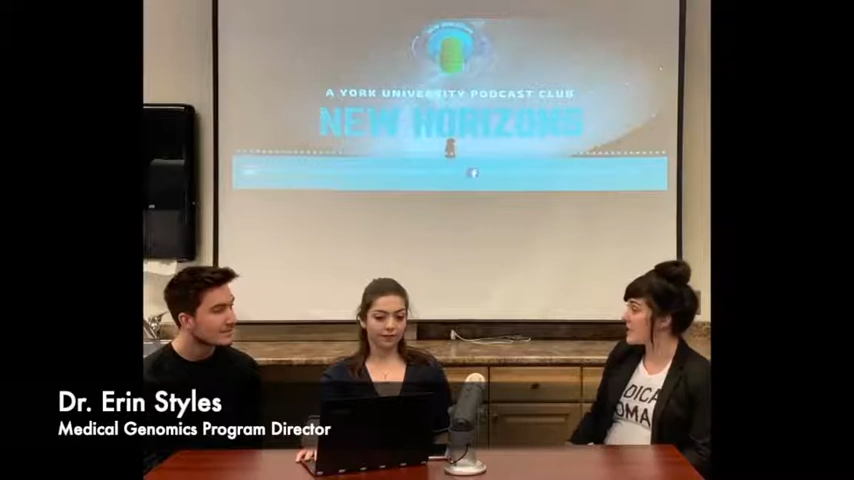 A YORK UNIVERSITY PODCAST CLUB
NEW HORIZONS
Dr. Erin Styles
Medical Genomics Program Director